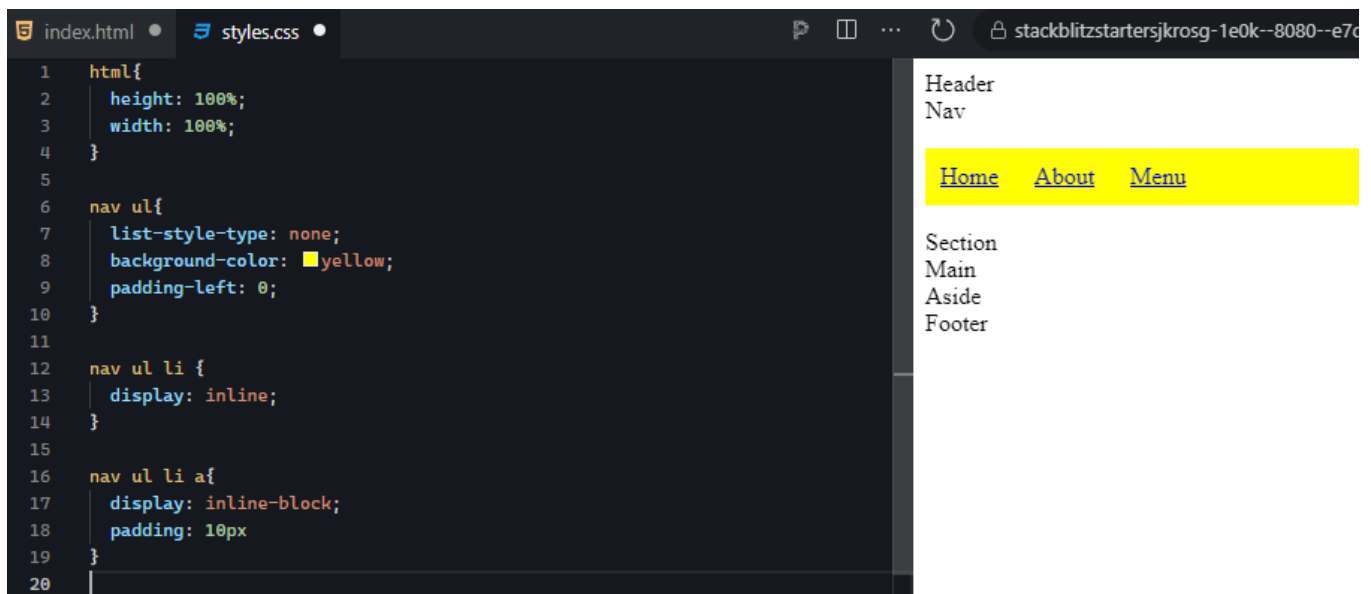 index.html
styles.css
stackblitzstartersjkrosg-1e0k--8080--e7c
1 html{
2 height: 100%;
3 width: 100%;
4 }
5
6 nav ul{
7 list-style-type: none;
8 background-color: yellow;
9 padding-left: 0;
10 }
11
12 nav ul li {
13 display: inline;
14 }
15
16 nav ul li a{
17 display: inline-block;
18 padding: 10px
19 }
20
Header
Nav
Home About Menu
Section
Main
Aside
Footer